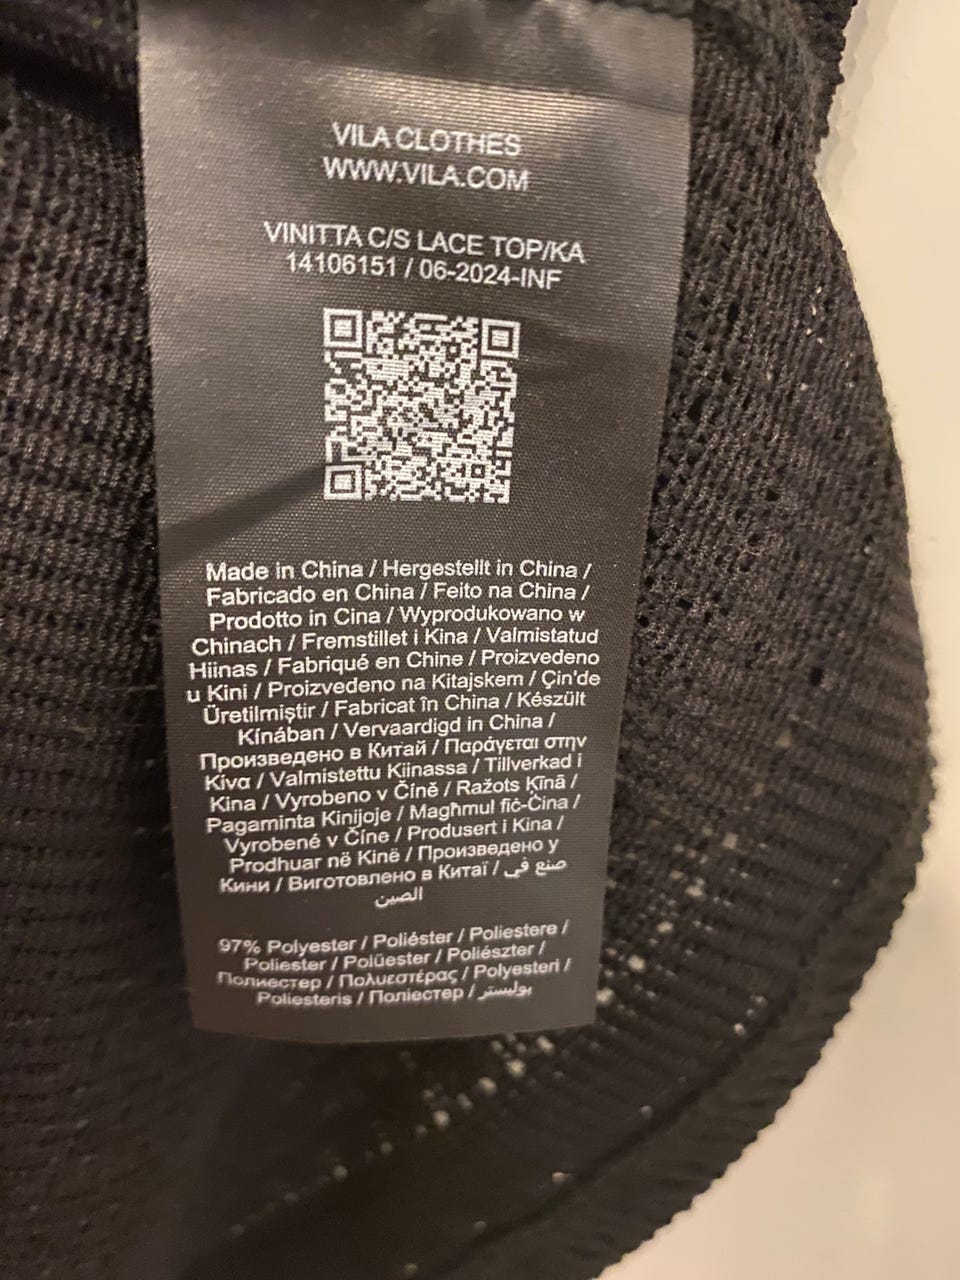 VILA CLOTHES
WWW.VILA.COM
VINITTA C/S LACE TOP/KA
14106151 / 06-2024-INF
Made in China / Hergestellt in China /
Fabricado en China / Feito na China /
Prodotto in Cina / Wyprodukowano w
Chinach / Fremstillet i Kina / Valmistatud
Hiinas / Fabriqué en Chine / Proizvedeno
u Kini / Proizvedeno na Kitajskem / Çin'de
Üretilmiştir / Fabricat în China / Készült
Kínában / Vervaardigd in China /
Произведено в Китай / Παράγεται στην
Κίνα / Valmistettu Kiinassa / Tillverkad i
Kina / Vyrobeno v Číně / Ražots Ķīnā /
Pagaminta Kinijoje / Magħmul fiċ-Ċina /
Vyrobené v Číne / Produsert i Kina /
Prodhuar në Kinë / Произведено у
Кини / Виготовлено в Китаї / صنع في
الصين
97% Polyester / Poliéster / Poliestere /
Poliester / Polüester / Poliészter /
Полиестер / Πολυεστέρας / Polyesteri /
Poliesteris / Поліестер / بوليستر